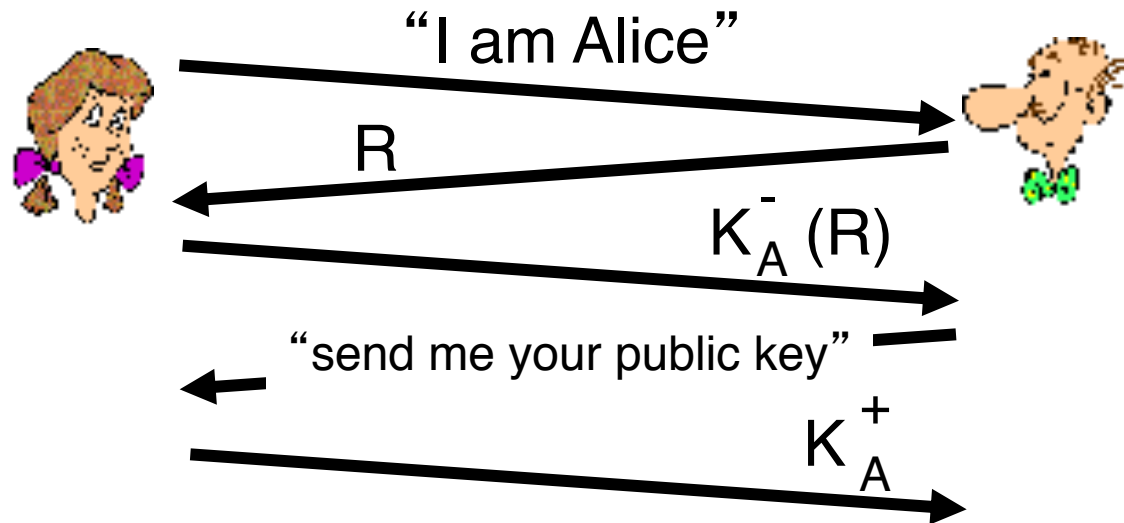 “I am Alice”
R
K_A^- (R)
“send me your public key”
K_A^+